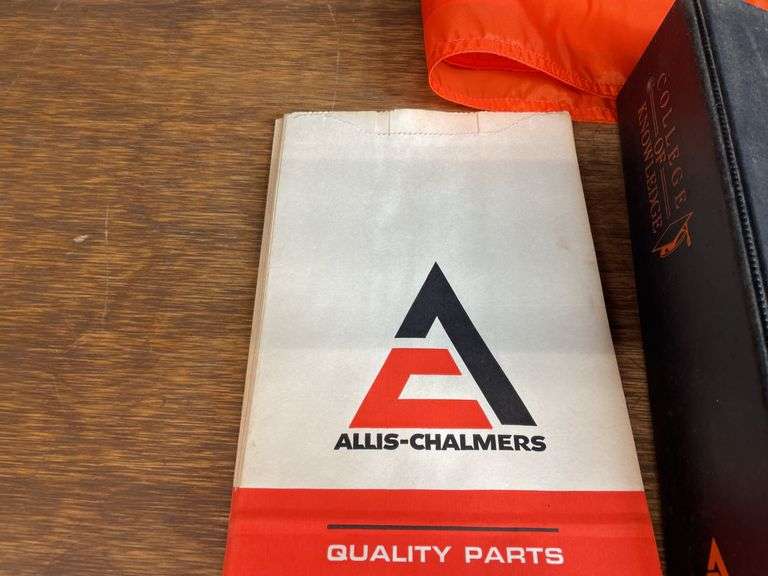 ALLIS-CHALMERS
QUALITY PARTS
COLLEGE
OF
KNOWLEDGE